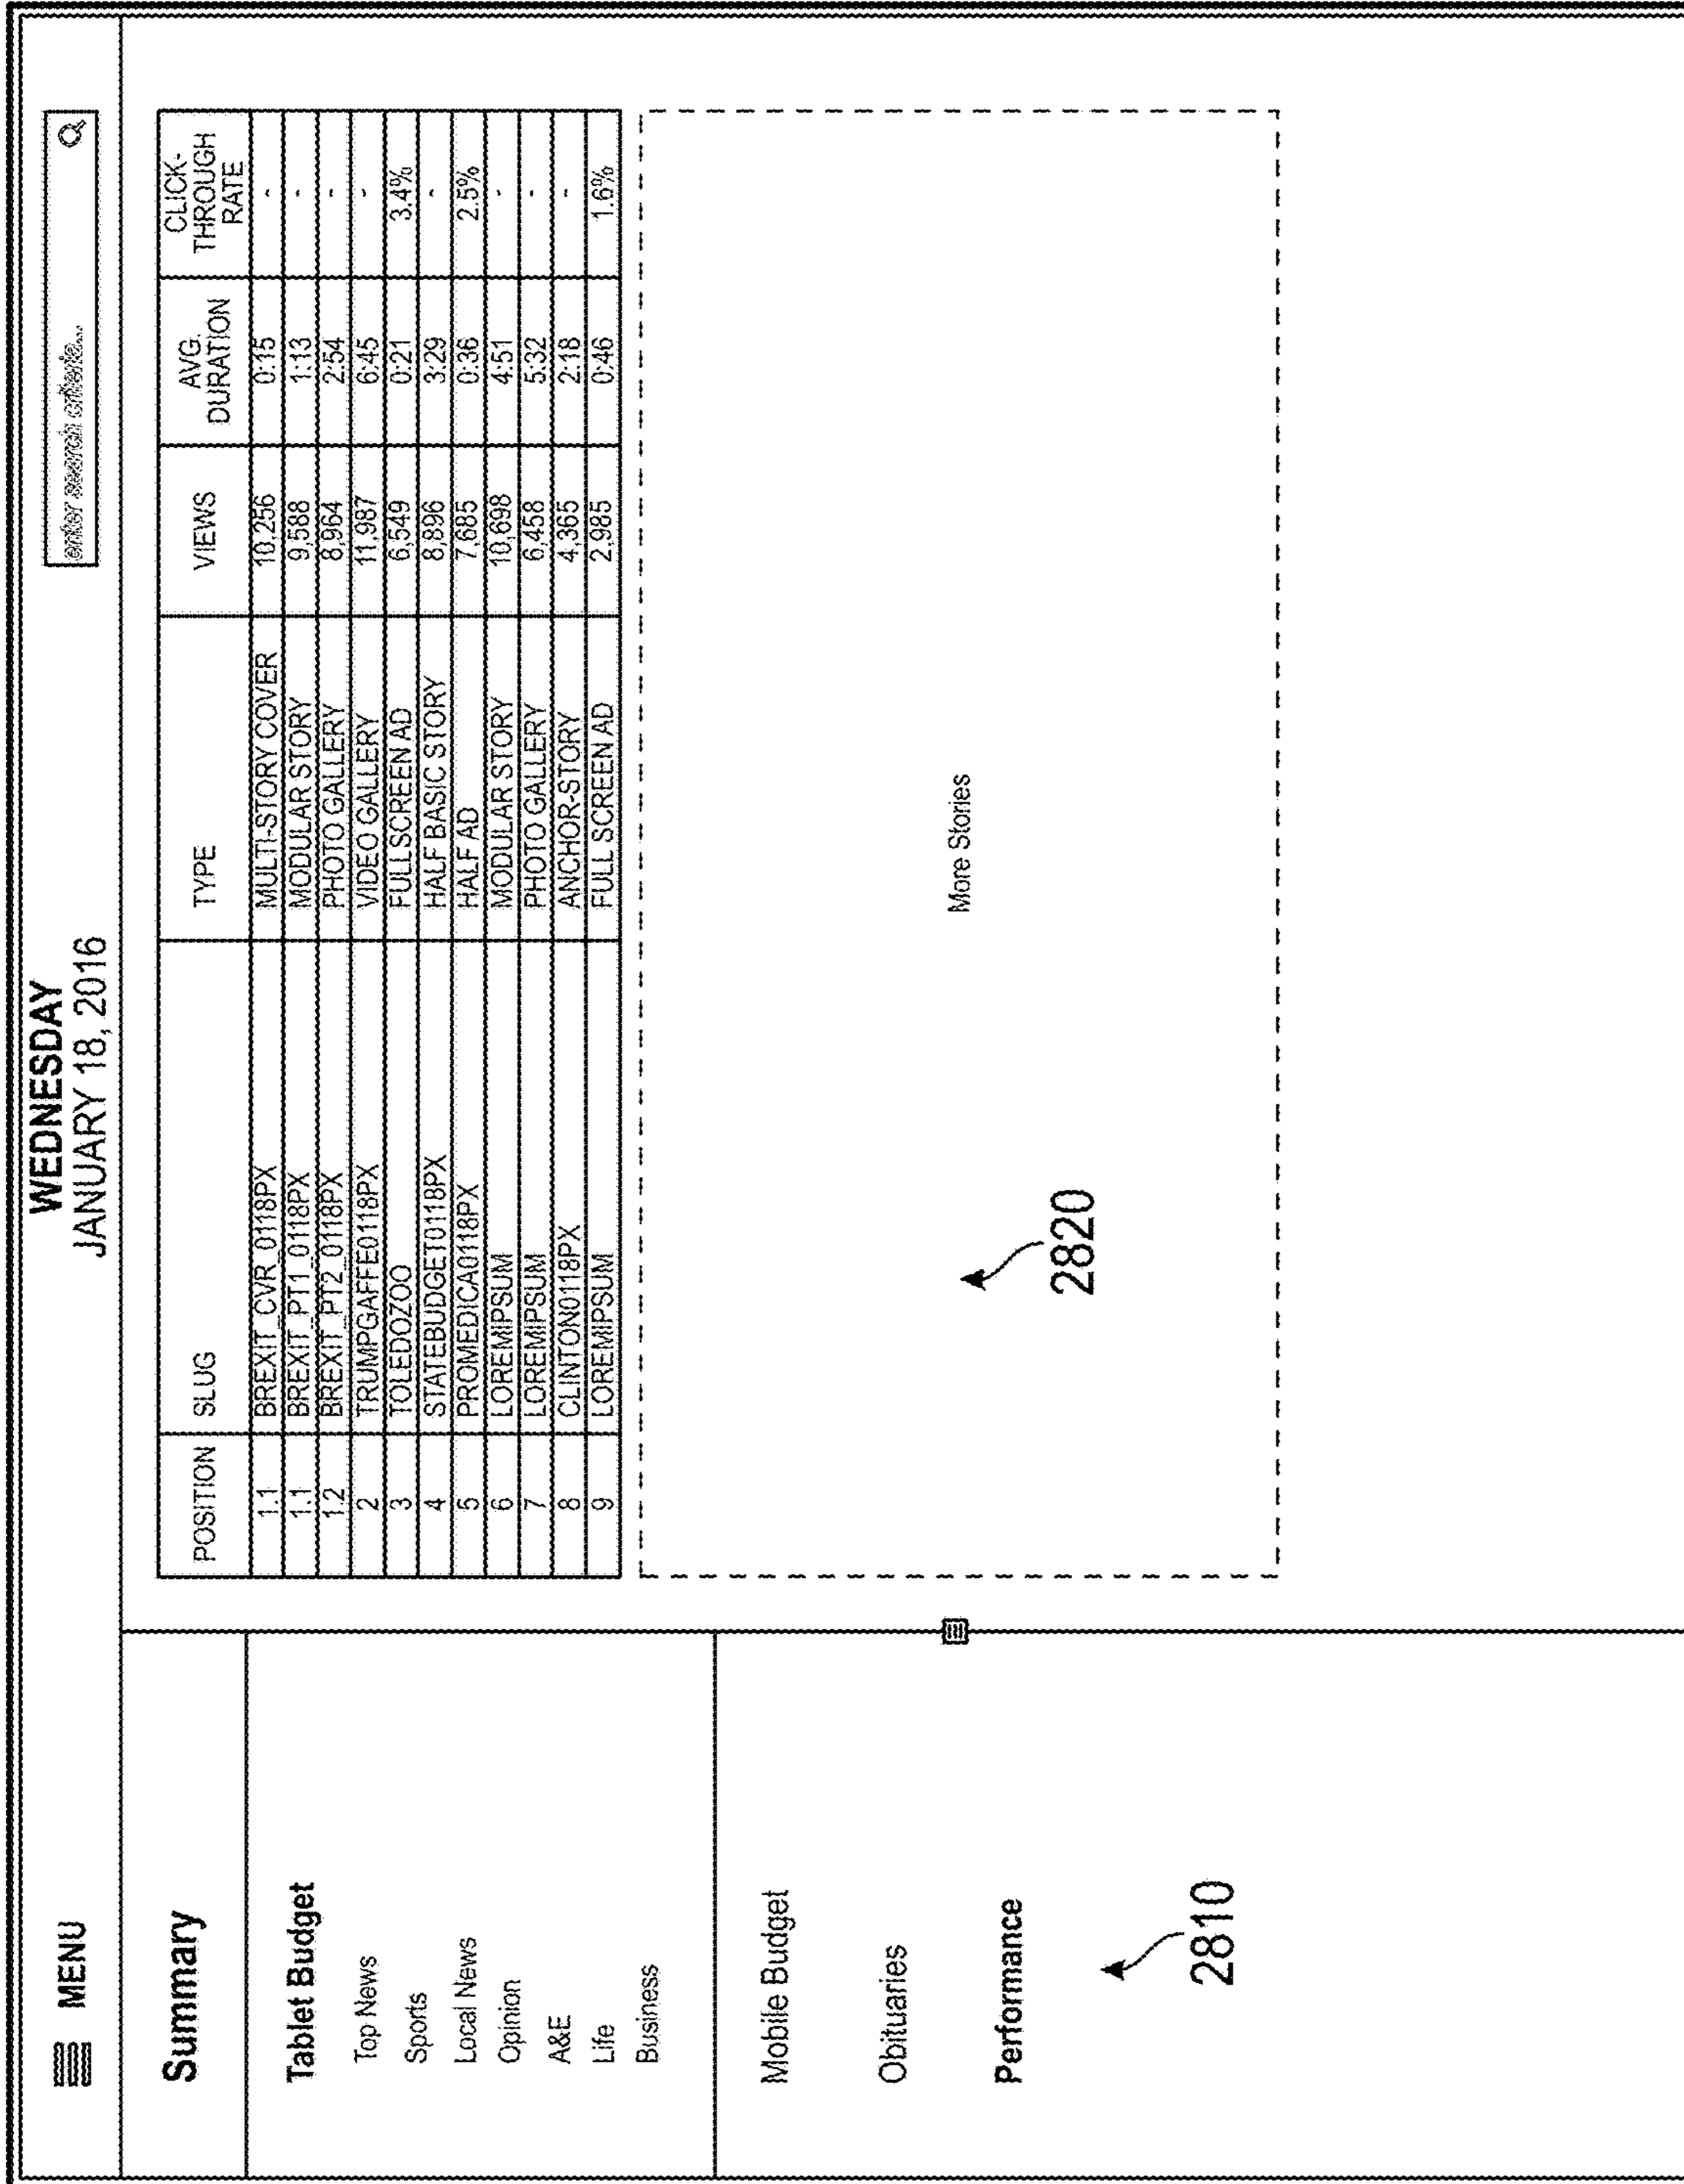 MENU
WEDNESDAY
JANUARY 18, 2016
enter search criteria...
Summary
Tablet Budget
Top News
Sports
Local News
Opinion
A&E
Life
Business
Mobile Budget
Obituaries
Performance
2810
POSITION SLUG TYPE VIEWS AVG. DURATION CLICK-THROUGH RATE
1.1 BREXIT_CVR_0118PX MULTI-STORY COVER 10,256 0:15 -
1.1 BREXIT_PT1_0118PX MODULAR STORY 9,588 1:13 -
1.2 BREXIT_PT2_0118PX PHOTO GALLERY 8,964 2:54 -
2 TRUMPGAFFE0118PX VIDEO GALLERY 11,987 6:45 -
3 TOLEDOZOO FULLSCREEN AD 6,549 0:21 3.4%
4 STATEBUDGET0118PX HALF BASIC STORY 8,896 3:29 -
5 PROMEDICA0118PX HALF AD 7,685 0:36 2.5%
6 LOREMIPSUM MODULAR STORY 10,698 4:51 -
7 LOREMIPSUM PHOTO GALLERY 6,458 5:32 -
8 CLINTON0118PX ANCHOR-STORY 4,365 2:18 -
9 LOREMIPSUM FULL SCREEN AD 2,985 0:46 1.6%
More Stories
2820